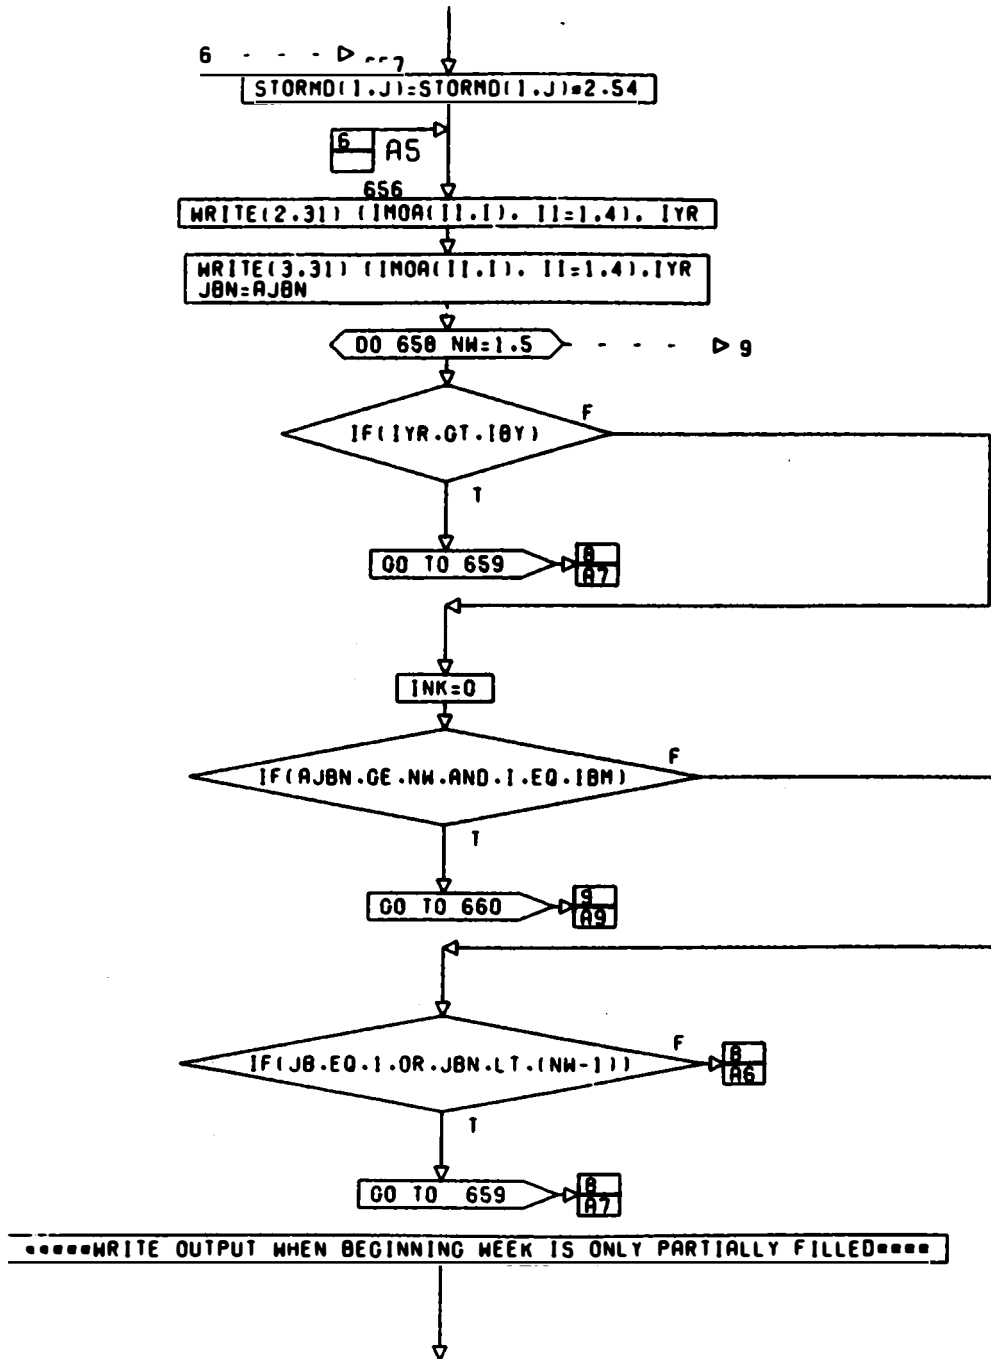 6
STORMD(I.J)=STORMD(I.J)*2.54
6
A5
656
WRITE(2.31) (IMOA(II.I). II=1.4). IYR
WRITE(3.31) (IMOA(II.I). II=1.4).IYR
JBN=AJBN
DO 658 NW=1.5
9
IF(IYR.GT.IBY)
F
T
GO TO 659
8
A7
INK=0
IF(AJBN.GE.NW.AND.I.EQ.IBM)
F
T
GO TO 660
9
A9
IF(JB.EQ.1.OR.JBN.LT.(NW-1))
F
8
A6
T
GO TO 659
8
A7
*****WRITE OUTPUT WHEN BEGINNING WEEK IS ONLY PARTIALLY FILLED****